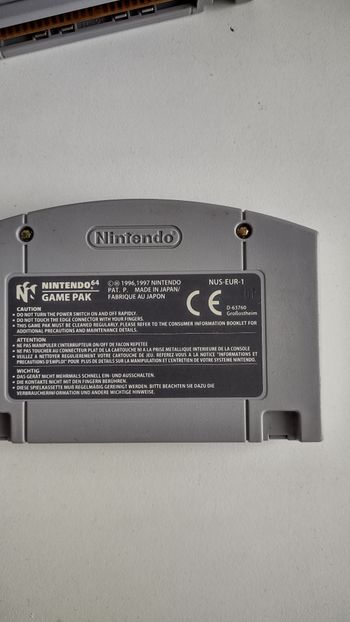 Nintendo
NINTENDO64
GAME PAK
©® 1996,1997 NINTENDO
PAT. P. MADE IN JAPAN/
FABRIQUE AU JAPON
NUS-EUR-1
CE
D-63760
Großostheim
CAUTION
• DO NOT TURN THE POWER SWITCH ON AND OFF RAPIDLY.
• DO NOT TOUCH THE EDGE CONNECTOR WITH YOUR FINGERS.
• THIS GAME PAK MUST BE CLEANED REGULARLY. PLEASE REFER TO THE CONSUMER INFORMATION BOOKLET FOR
ADDITIONAL PRECAUTIONS AND MAINTENANCE DETAILS.
ATTENTION
• NE PAS MANIPULER L'INTERRUPTEUR ON/OFF DE FACON REPETEE
• NE PAS TOUCHER AU CONNECTEUR PLAT DE LA CARTOUCHE NI A LA PRISE METALLIQUE INTERIEURE DE LA CONSOLE
• VEILLEZ A NETTOYER REGULIEREMENT VOTRE CARTOUCHE DE JEU. REFEREZ-VOUS A LA NOTICE "INFORMATIONS ET
PRECAUTIONS D'EMPLOI" POUR PLUS DE DETAILS SUR LA MANIPULATION ET L'ENTRETIEN DE VOTRE SYSTEME NINTENDO.
WICHTIG
• DAS GERÄT NICHT MEHRMALS SCHNELL EIN- UND AUSSCHALTEN.
• DIE KONTAKTE NICHT MIT DEN FINGERN BERÜHREN.
• DIESE SPIELKASSETTE MUß REGELMÄßIG GEREINIGT WERDEN. BITTE BEACHTEN SIE DAZU DIE
VERBRAUCHERINFORMATION UND ANDERE WICHTIGE HINWEISE.